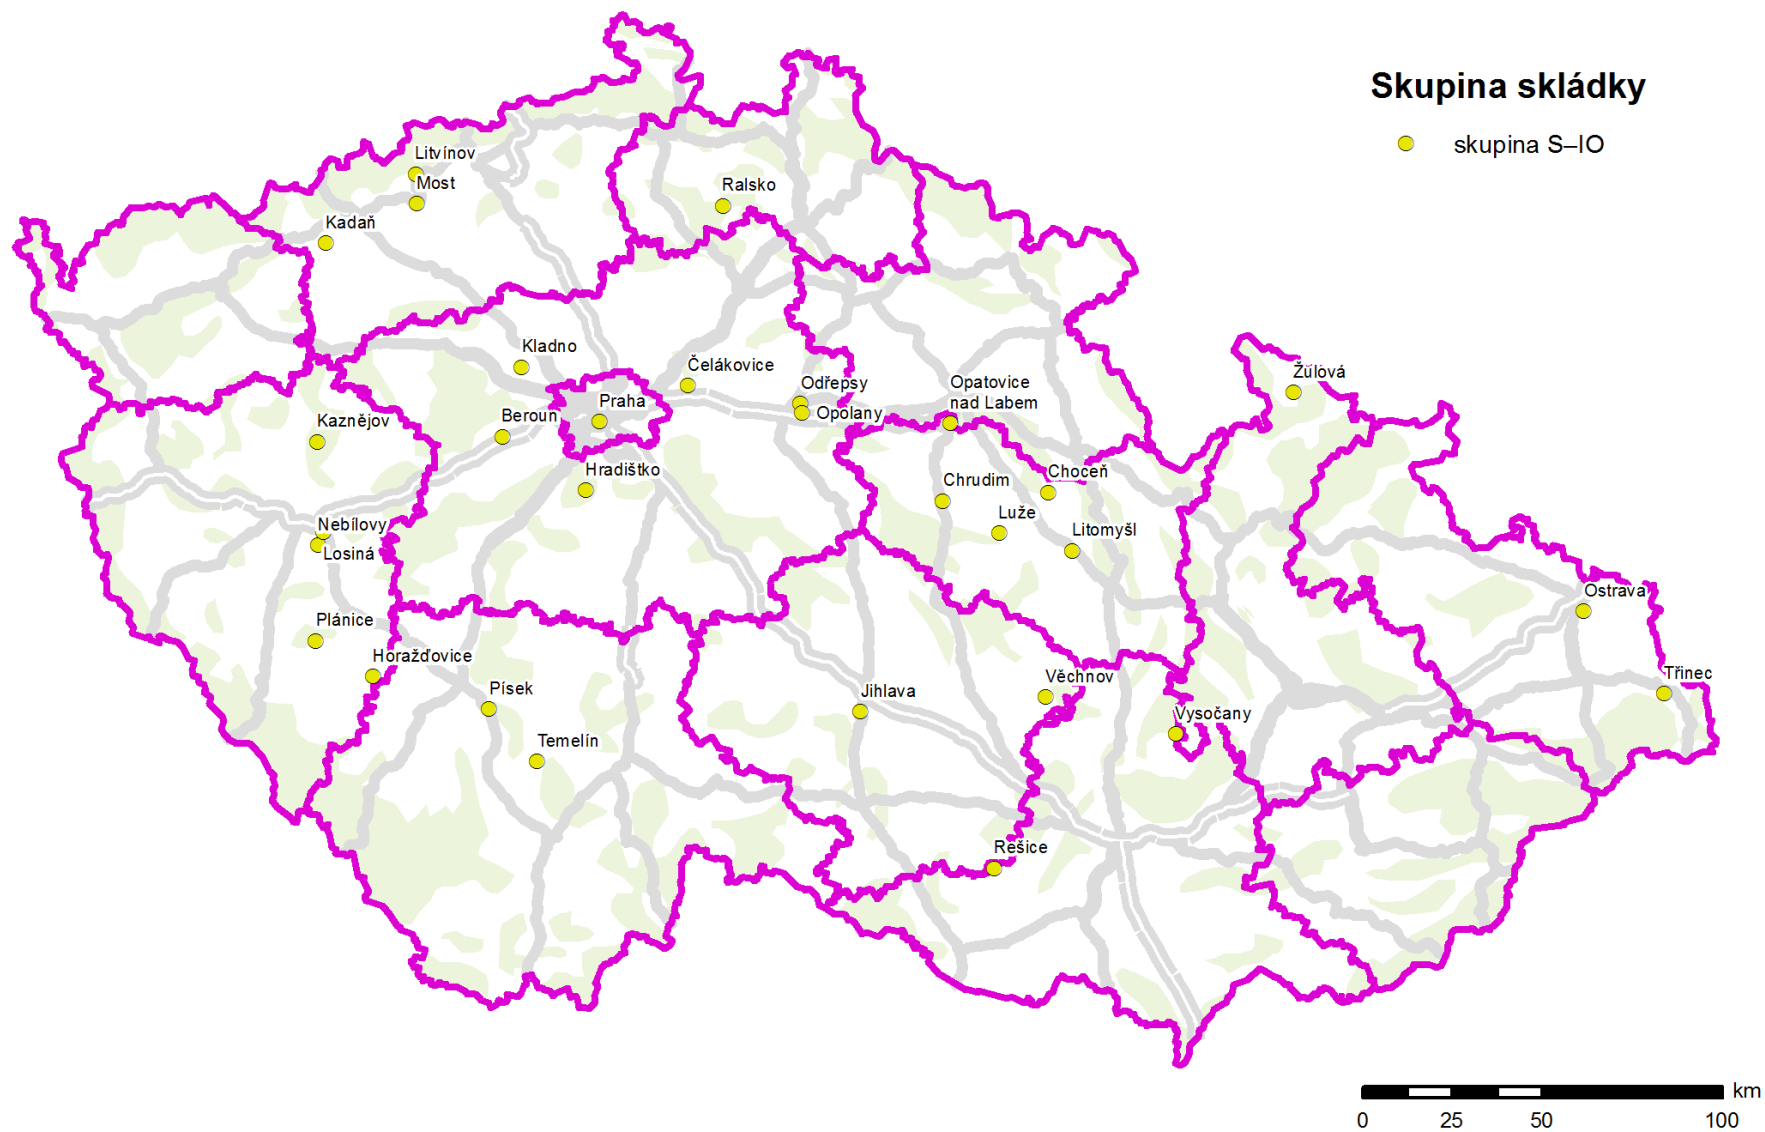 Skupina skládky
skupina S–IO
Litvínov
Most
Ralsko
Kadaň
Kladno
Čelákovice
Žulová
Odřepsy
Opatovice
nad Labem
Praha
Opolany
Beroun
Kaznějov
Hradištko
Choceň
Chrudim
Luže
Nebílovy
Litomyšl
Losiná
Ostrava
Plánice
Horažďovice
Třinec
Věchnov
Písek
Jihlava
Vysočany
Temelín
Rešice
km
0
25
50
100